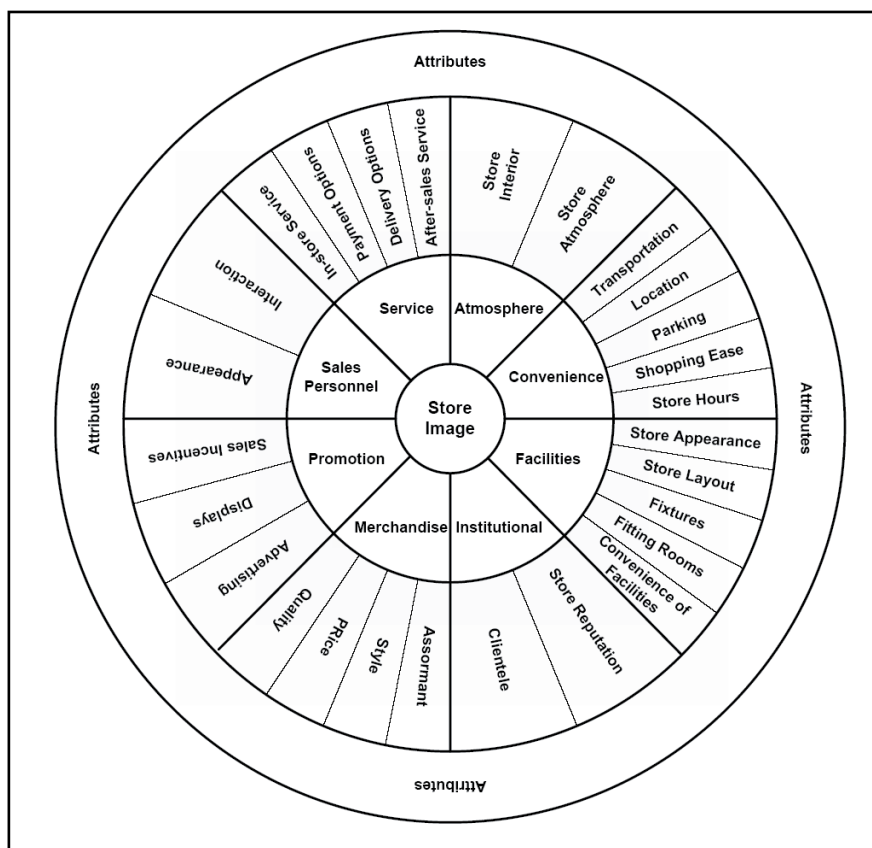 Attributes
Attributes
Attributes
Attributes
Store
Image
Service
Atmosphere
Convenience
Facilities
Institutional
Merchandise
Promotion
Sales
Personnel
In-store Service
Payment Options
Delivery Options
After-sales Service
Store
Interior
Store
Atmosphere
Transportation
Location
Parking
Shopping Ease
Store Hours
Store Appearance
Store Layout
Fixtures
Fitting Rooms
Convenience of
Facilities
Store Reputation
Clientele
Assormant
Style
PRice
Quality
Advertising
Displays
Sales Incentives
Appearance
Interaction